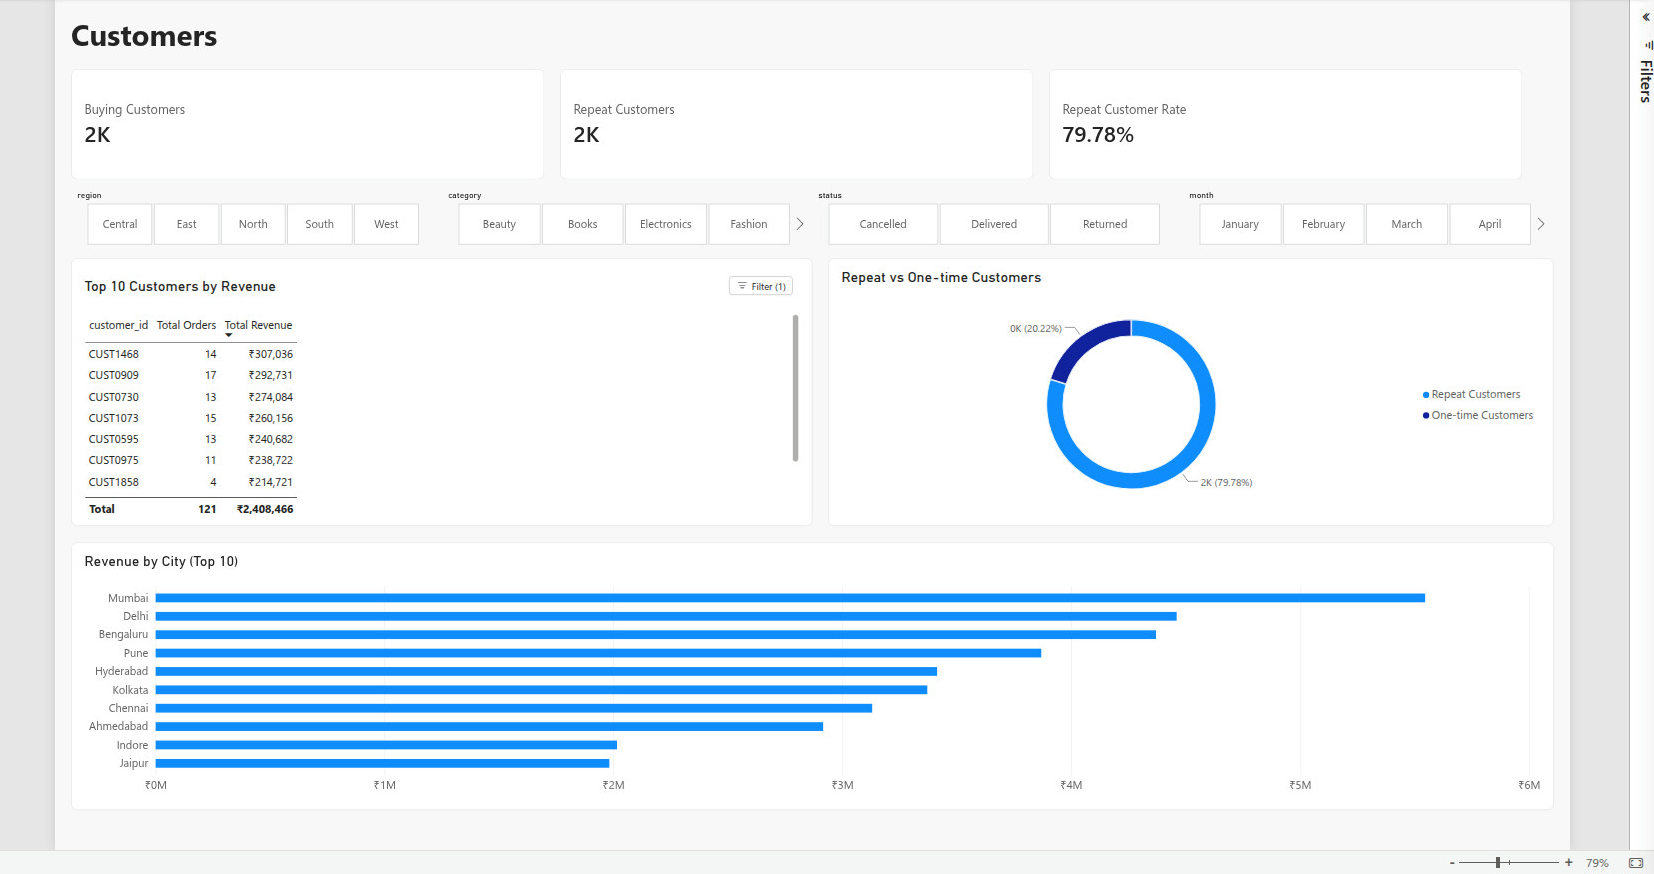 Customers
Filters
Buying Customers
2K
Repeat Customers
2K
Repeat Customer Rate
79.78%
region
Central East North South West
category
Beauty Books Electronics Fashion
status
Cancelled Delivered Returned
month
January February March April
Top 10 Customers by Revenue
Filter (1)
customer_id Total Orders Total Revenue
CUST1468 14 ₹307,036
CUST0909 17 ₹292,731
CUST0730 13 ₹274,084
CUST1073 15 ₹260,156
CUST0595 13 ₹240,682
CUST0975 11 ₹238,722
CUST1858 4 ₹214,721
Total 121 ₹2,408,466
Repeat vs One-time Customers
0K (20.22%)
2K (79.78%)
Repeat Customers
One-time Customers
Revenue by City (Top 10)
Mumbai
Delhi
Bengaluru
Pune
Hyderabad
Kolkata
Chennai
Ahmedabad
Indore
Jaipur
₹0M ₹1M ₹2M ₹3M ₹4M ₹5M ₹6M
- + 79%